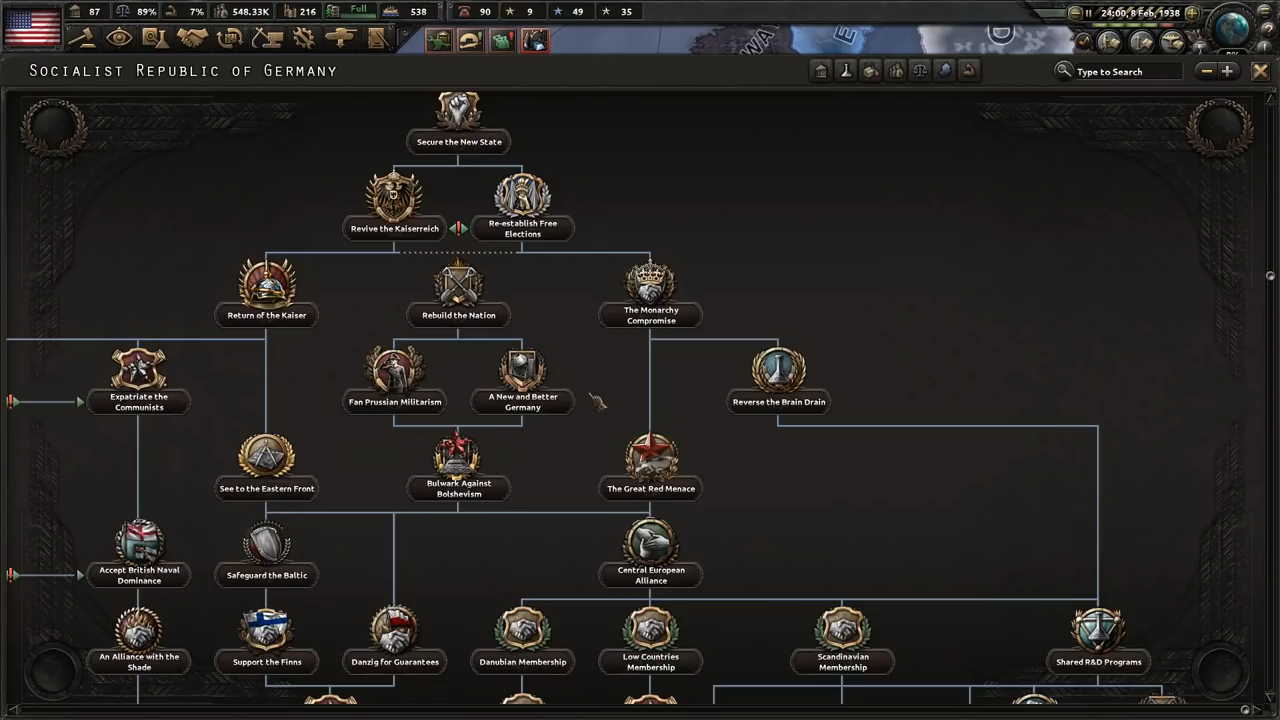 87
89%
7%
548.33K
216
Full
538
90
9
49
35
24:00, 8 Feb, 1938
Socialist Republic of Germany
Type to Search
Secure the New State
Revive the Kaiserreich
Re-establish Free
Elections
Return of the Kaiser
Rebuild the Nation
The Monarchy
Compromise
Expatriate the
Communists
Fan Prussian Militarism
A New and Better
Germany
Reverse the Brain Drain
See to the Eastern Front
Bulwark Against
Bolshevism
The Great Red Menace
Accept British Naval
Dominance
Safeguard the Baltic
Central European
Alliance
An Alliance with the
Shade
Support the Finns
Danzig for Guarantees
Danubian Membership
Low Countries
Membership
Scandinavian
Membership
Shared R&D Programs